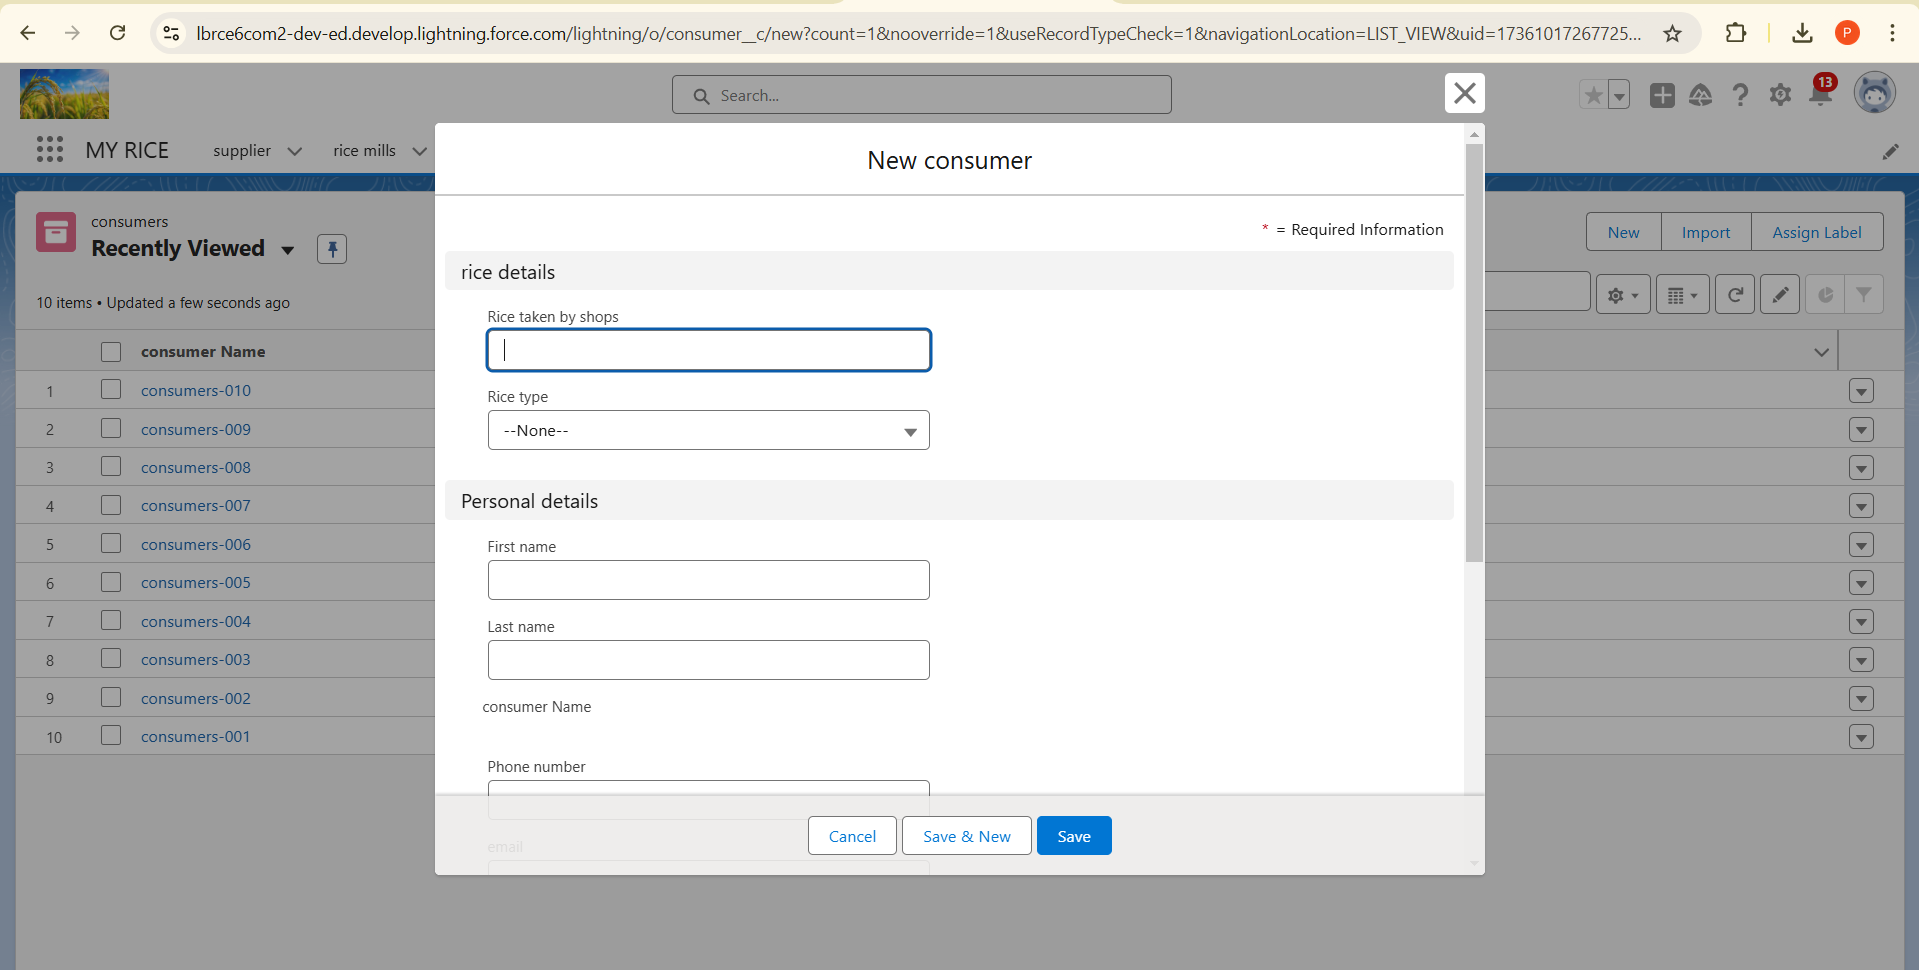 lbrce6com2-dev-ed.develop.lightning.force.com/lightning/o/consumer__c/new?count=1&nooverride=1&useRecordTypeCheck=1&navigationLocation=LIST_VIEW&uid=17361017267725...
P
Search...
13
MY RICE
supplier
rice mills
New consumer
* = Required Information
consumers
Recently Viewed
New
Import
Assign Label
10 items • Updated a few seconds ago
consumer Name
1 consumers-010
2 consumers-009
3 consumers-008
4 consumers-007
5 consumers-006
6 consumers-005
7 consumers-004
8 consumers-003
9 consumers-002
10 consumers-001
rice details
Rice taken by shops
Rice type
--None--
Personal details
First name
Last name
consumer Name
Phone number
email
Cancel
Save & New
Save